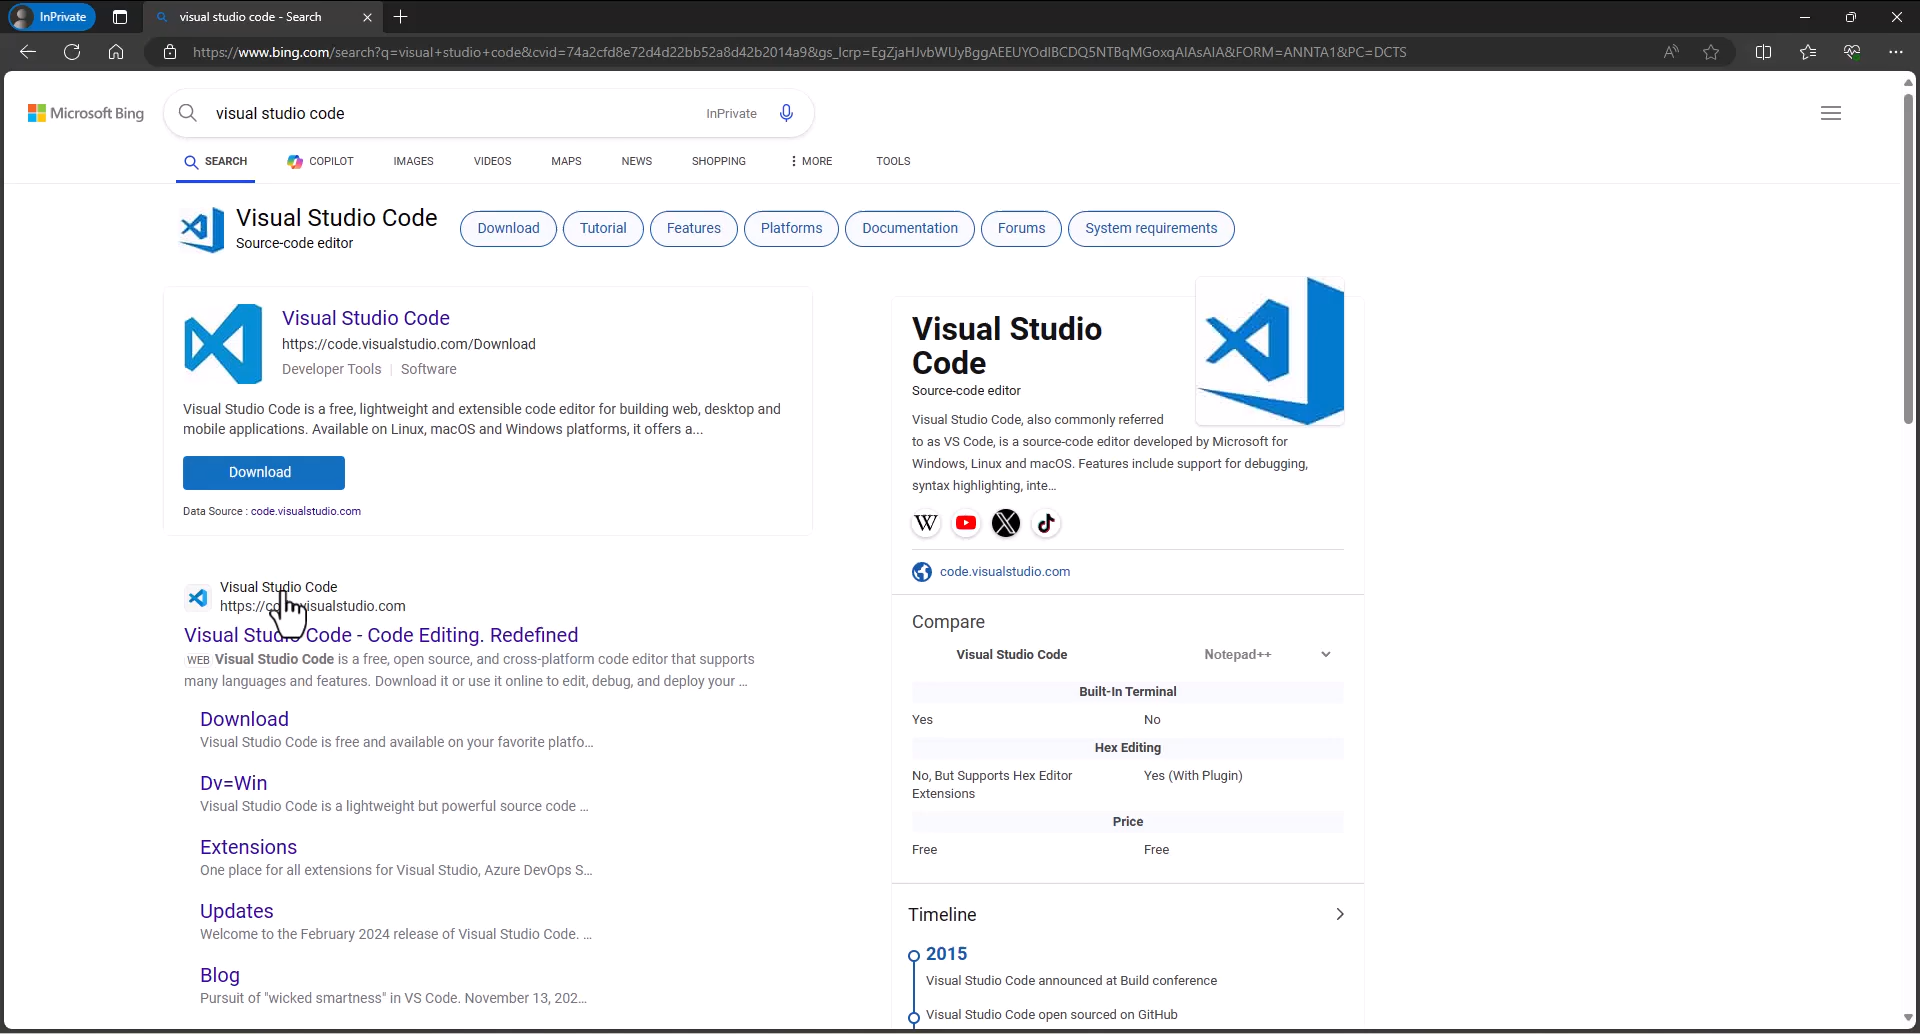 InPrivate
visual studio code - Search
https://www.bing.com/search?q=visual+studio+code&cvid=74a2cfd8e72d4d22bb52a8d42b2014a9&gs_lcrp=EgZjaHJvbWUyBggAEEUYOdIBCDQ5NTBqMGoxqAIAsAIA&FORM=ANNTA1&PC=DCTS
Microsoft Bing
visual studio code
InPrivate
SEARCH
COPILOT
IMAGES
VIDEOS
MAPS
NEWS
SHOPPING
MORE
TOOLS
Visual Studio Code
Source-code editor
Download
Tutorial
Features
Platforms
Documentation
Forums
System requirements
Visual Studio Code
https://code.visualstudio.com/Download
Developer Tools | Software
Visual Studio Code is a free, lightweight and extensible code editor for building web, desktop and
mobile applications. Available on Linux, macOS and Windows platforms, it offers a...
Download
Data Source : code.visualstudio.com
Visual Studio Code
https://code.visualstudio.com
Visual Studio Code - Code Editing. Redefined
WEB Visual Studio Code is a free, open source, and cross-platform code editor that supports
many languages and features. Download it or use it online to edit, debug, and deploy your ...
Download
Visual Studio Code is free and available on your favorite platfo...
Dv=Win
Visual Studio Code is a lightweight but powerful source code ...
Extensions
One place for all extensions for Visual Studio, Azure DevOps S...
Updates
Welcome to the February 2024 release of Visual Studio Code. ...
Blog
Pursuit of "wicked smartness" in VS Code. November 13, 202...
Visual Studio
Code
Source-code editor
Visual Studio Code, also commonly referred
to as VS Code, is a source-code editor developed by Microsoft for
Windows, Linux and macOS. Features include support for debugging,
syntax highlighting, inte...
code.visualstudio.com
Compare
Visual Studio Code
Notepad++
Built-In Terminal
Yes
No
Hex Editing
No, But Supports Hex Editor
Extensions
Yes (With Plugin)
Price
Free
Free
Timeline
2015
Visual Studio Code announced at Build conference
Visual Studio Code open sourced on GitHub